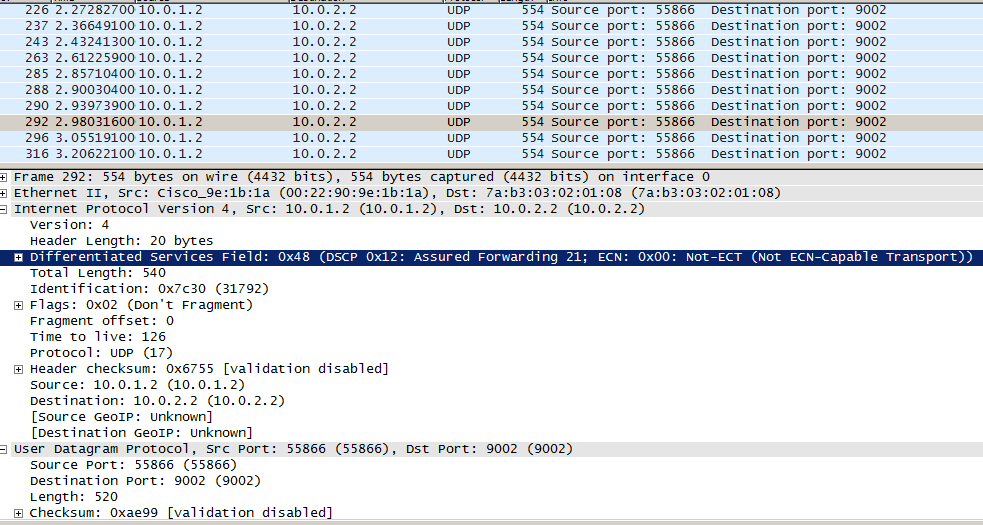 226 2.27282700 10.0.1.2 10.0.2.2 UDP 554 Source port: 55866 Destination port: 9002
237 2.36649100 10.0.1.2 10.0.2.2 UDP 554 Source port: 55866 Destination port: 9002
243 2.43241300 10.0.1.2 10.0.2.2 UDP 554 Source port: 55866 Destination port: 9002
263 2.61225900 10.0.1.2 10.0.2.2 UDP 554 Source port: 55866 Destination port: 9002
285 2.85710400 10.0.1.2 10.0.2.2 UDP 554 Source port: 55866 Destination port: 9002
288 2.90030400 10.0.1.2 10.0.2.2 UDP 554 Source port: 55866 Destination port: 9002
290 2.93973900 10.0.1.2 10.0.2.2 UDP 554 Source port: 55866 Destination port: 9002
292 2.98031600 10.0.1.2 10.0.2.2 UDP 554 Source port: 55866 Destination port: 9002
296 3.05519100 10.0.1.2 10.0.2.2 UDP 554 Source port: 55866 Destination port: 9002
316 3.20622100 10.0.1.2 10.0.2.2 UDP 554 Source port: 55866 Destination port: 9002
Frame 292: 554 bytes on wire (4432 bits), 554 bytes captured (4432 bits) on interface 0
Ethernet II, Src: Cisco_9e:1b:1a (00:22:90:9e:1b:1a), Dst: 7a:b3:03:02:01:08 (7a:b3:03:02:01:08)
Internet Protocol Version 4, Src: 10.0.1.2 (10.0.1.2), Dst: 10.0.2.2 (10.0.2.2)
Version: 4
Header Length: 20 bytes
Differentiated Services Field: 0x48 (DSCP 0x12: Assured Forwarding 21; ECN: 0x00: Not-ECT (Not ECN-Capable Transport))
Total Length: 540
Identification: 0x7c30 (31792)
Flags: 0x02 (Don't Fragment)
Fragment offset: 0
Time to live: 126
Protocol: UDP (17)
Header checksum: 0x6755 [validation disabled]
Source: 10.0.1.2 (10.0.1.2)
Destination: 10.0.2.2 (10.0.2.2)
[Source GeoIP: Unknown]
[Destination GeoIP: Unknown]
User Datagram Protocol, Src Port: 55866 (55866), Dst Port: 9002 (9002)
Source Port: 55866 (55866)
Destination Port: 9002 (9002)
Length: 520
Checksum: 0xae99 [validation disabled]